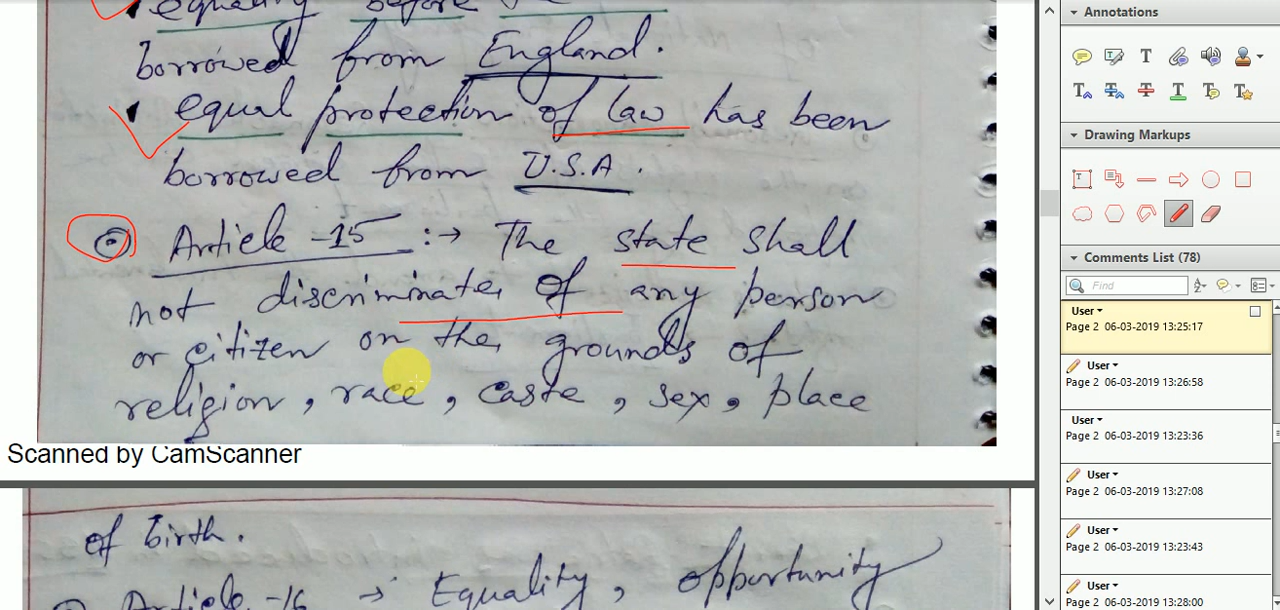 equality before the
borrowed from England.
equal protection of law has been
borrowed from U.S.A.
Article -15 :→ The state shall
not discriminate of any person
or citizen on the grounds of
religion, race, caste, sex, place
Scanned by CamScanner
of birth.
Article -16 → Equality, opportunity
Annotations
T
T T T T T T
Drawing Markups
T
Comments List (78)
Find
User
Page 2 06-03-2019 13:25:17
User
Page 2 06-03-2019 13:26:58
User
Page 2 06-03-2019 13:23:36
User
Page 2 06-03-2019 13:27:08
User
Page 2 06-03-2019 13:23:43
User
Page 2 06-03-2019 13:28:00